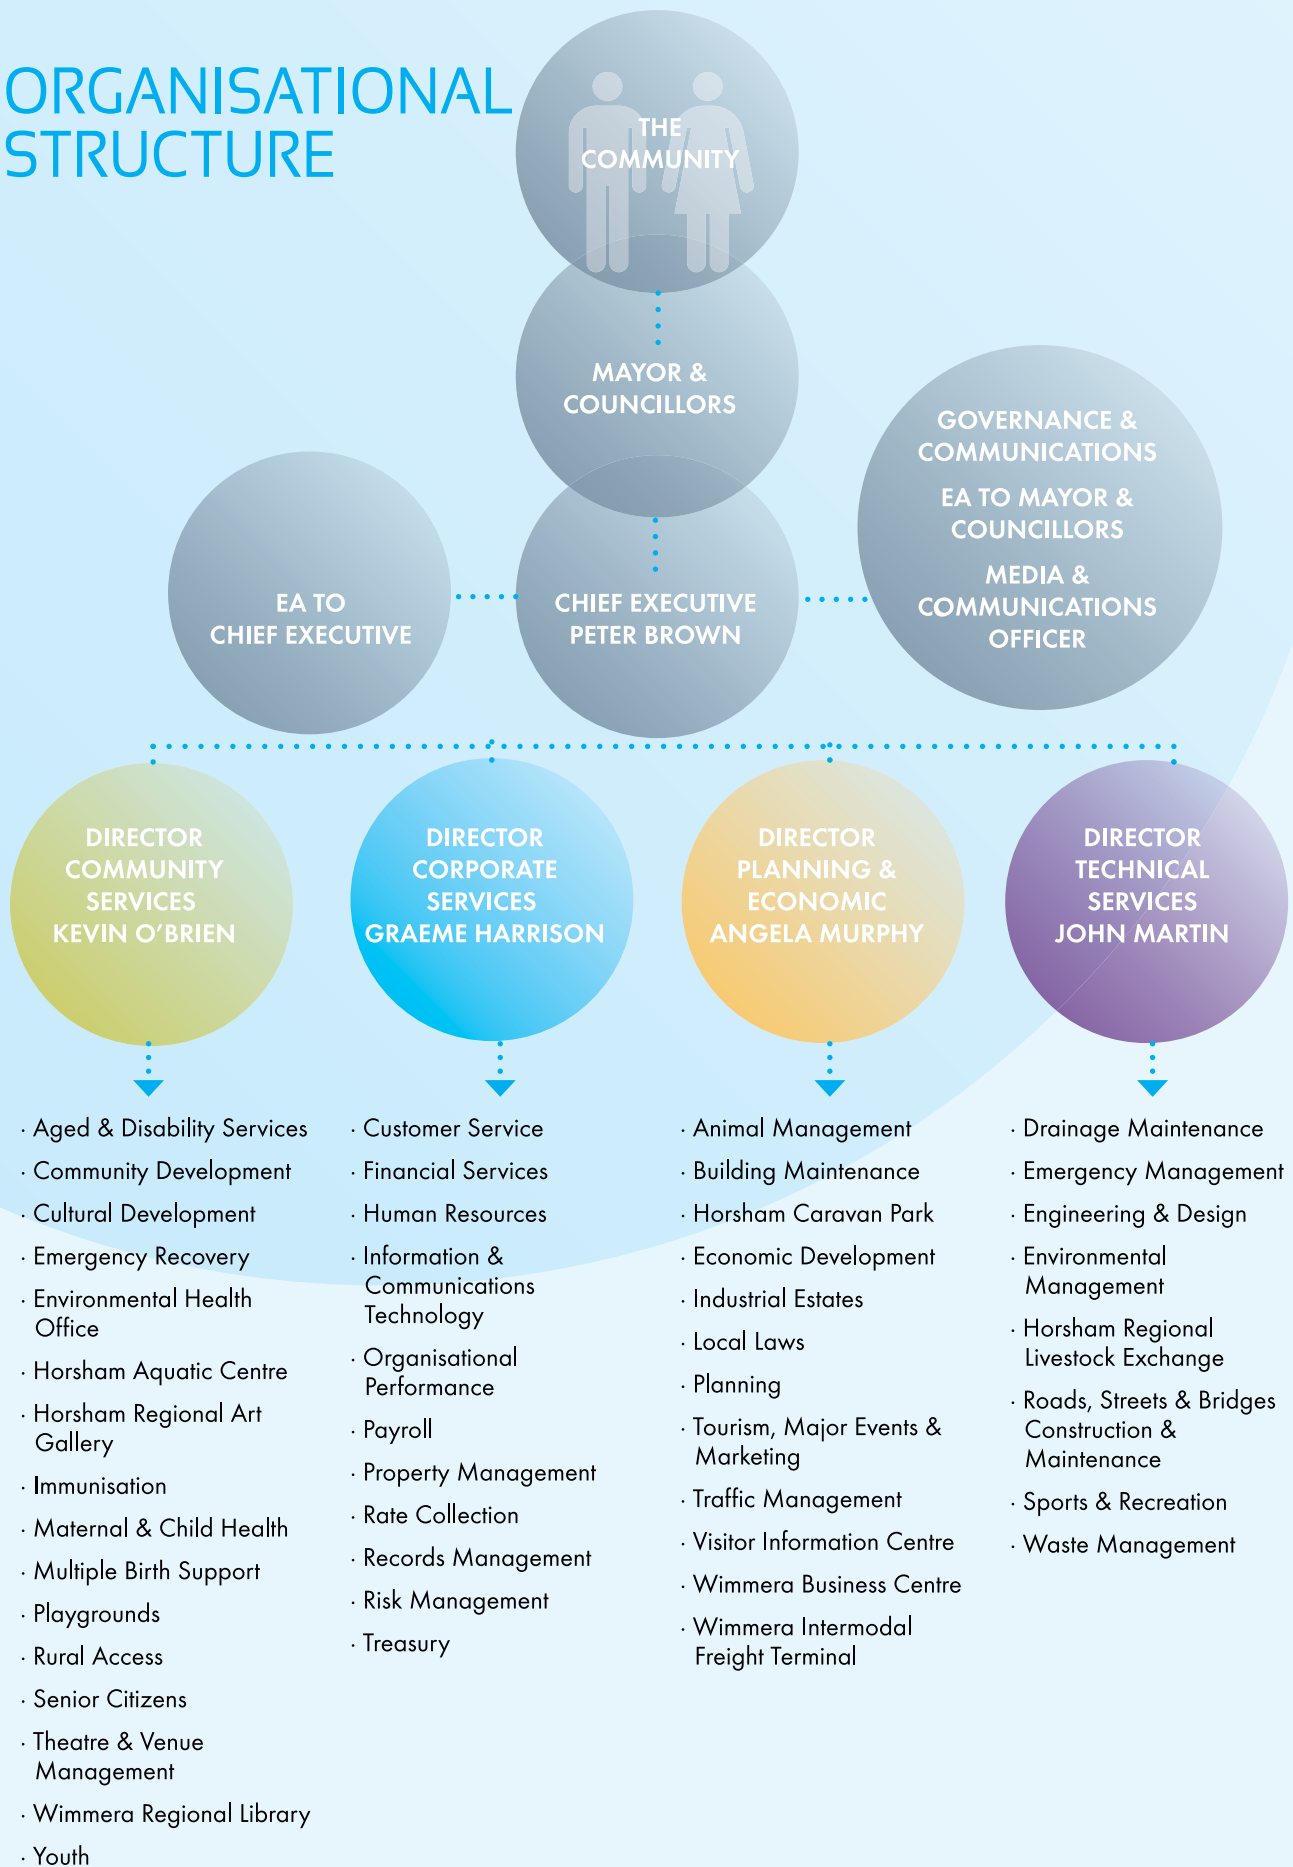 ORGANISATIONAL
STRUCTURE
THE
COMMUNITY
MAYOR &
COUNCILLORS
GOVERNANCE &
COMMUNICATIONS
EA TO MAYOR &
COUNCILLORS
MEDIA &
COMMUNICATIONS
OFFICER
EA TO
CHIEF EXECUTIVE
CHIEF EXECUTIVE
PETER BROWN
DIRECTOR
COMMUNITY
SERVICES
KEVIN O’BRIEN
DIRECTOR
CORPORATE
SERVICES
GRAEME HARRISON
DIRECTOR
PLANNING &
ECONOMIC
ANGELA MURPHY
DIRECTOR
TECHNICAL
SERVICES
JOHN MARTIN
· Aged & Disability Services
· Community Development
· Cultural Development
· Emergency Recovery
· Environmental Health
Office
· Horsham Aquatic Centre
· Horsham Regional Art
Gallery
· Immunisation
· Maternal & Child Health
· Multiple Birth Support
· Playgrounds
· Rural Access
· Senior Citizens
· Theatre & Venue
Management
· Wimmera Regional Library
· Youth
· Customer Service
· Financial Services
· Human Resources
· Information &
Communications
Technology
· Organisational
Performance
· Payroll
· Property Management
· Rate Collection
· Records Management
· Risk Management
· Treasury
· Animal Management
· Building Maintenance
· Horsham Caravan Park
· Economic Development
· Industrial Estates
· Local Laws
· Planning
· Tourism, Major Events &
Marketing
· Traffic Management
· Visitor Information Centre
· Wimmera Business Centre
· Wimmera Intermodal
Freight Terminal
· Drainage Maintenance
· Emergency Management
· Engineering & Design
· Environmental
Management
· Horsham Regional
Livestock Exchange
· Roads, Streets & Bridges
Construction &
Maintenance
· Sports & Recreation
· Waste Management